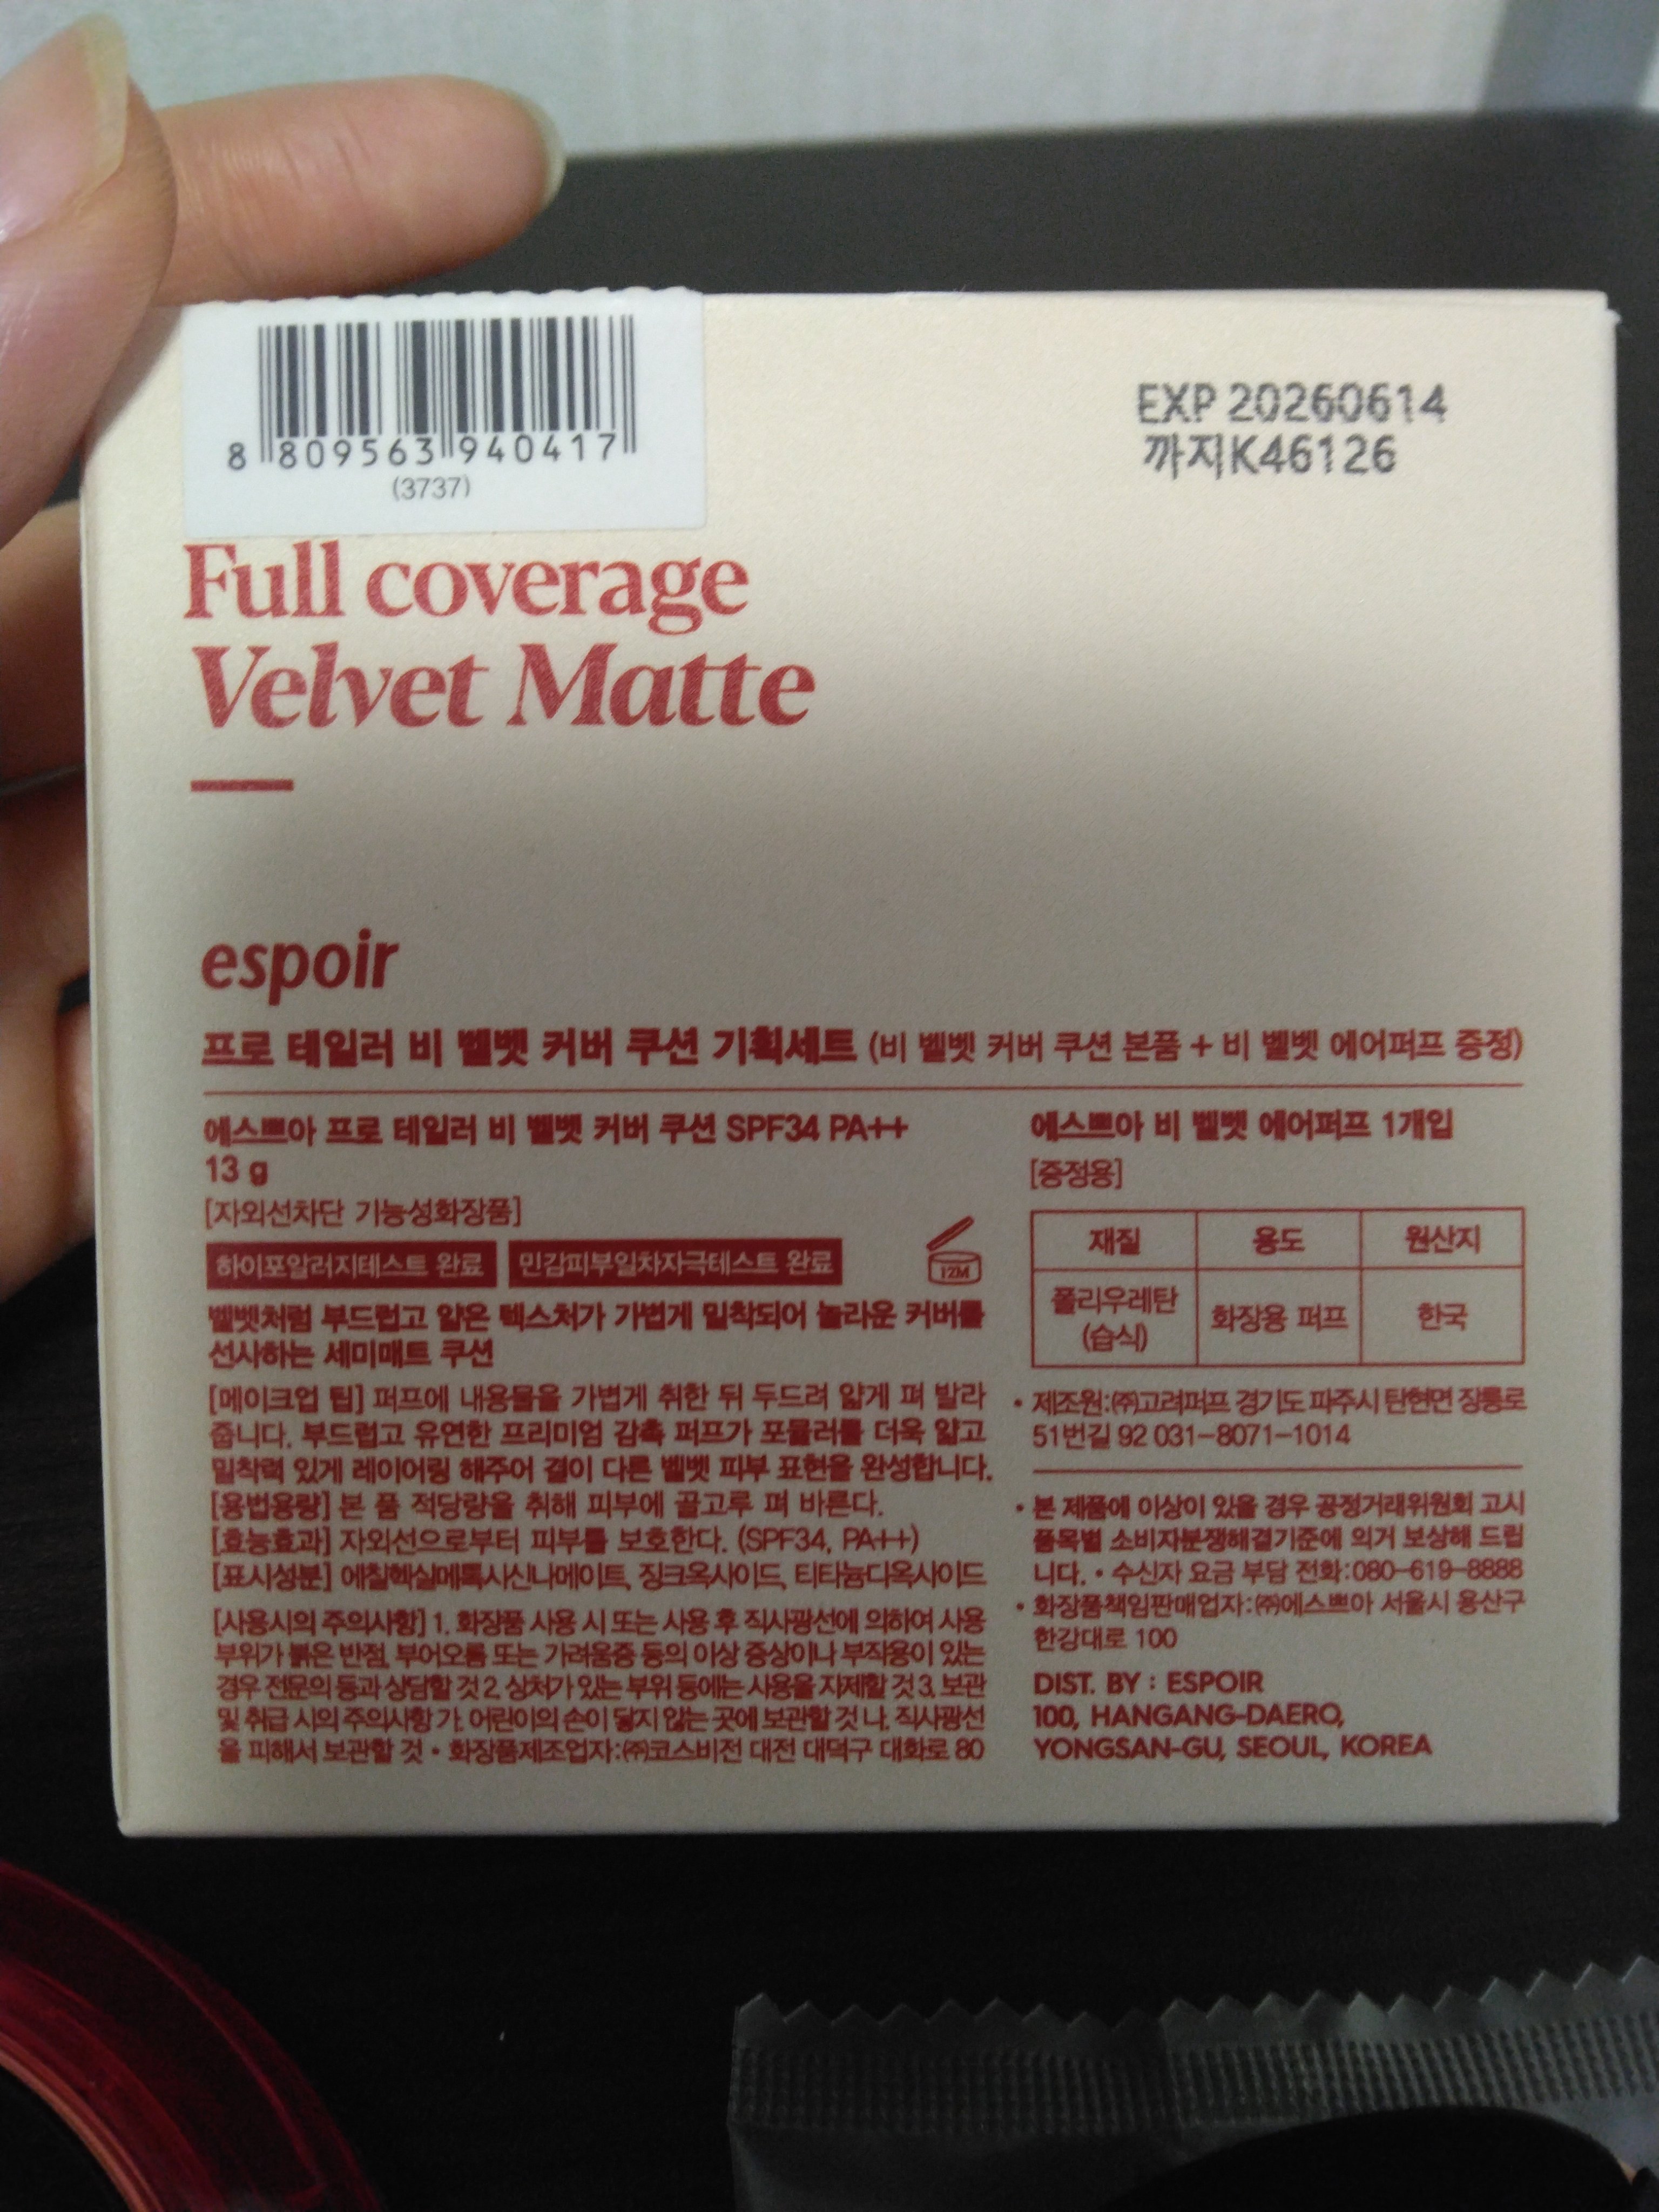 8 809563 940417
(3737)
EXP 20260614
까지K46126
Full coverage
Velvet Matte
espoir
프로 테일러 비 벨벳 커버 쿠션 기획세트 (비 벨벳 커버 쿠션 본품 + 비 벨벳 에어퍼프 증정)
에스쁘아 프로 테일러 비 벨벳 커버 쿠션 SPF34 PA++
13 g
[자외선차단 기능성화장품]
하이포알러지테스트 완료 민감피부일차자극테스트 완료
12M
벨벳처럼 부드럽고 얇은 텍스처가 가볍게 밀착되어 놀라운 커버를
선사하는 세미매트 쿠션
[메이크업 팁] 퍼프에 내용물을 가볍게 취한 뒤 두드려 얇게 펴 발라
줍니다. 부드럽고 유연한 프리미엄 감촉 퍼프가 포뮬러를 더욱 얇고
밀착력 있게 레이어링 해주어 결이 다른 벨벳 피부 표현을 완성합니다.
[용법용량] 본 품 적당량을 취해 피부에 골고루 펴 바른다.
[효능효과] 자외선으로부터 피부를 보호한다. (SPF34, PA++)
[표시성분] 에칠헥실메톡시신나메이트, 징크옥사이드, 티타늄디옥사이드
[사용시의 주의사항] 1. 화장품 사용 시 또는 사용 후 직사광선에 의하여 사용
부위가 붉은 반점, 부어오름 또는 가려움증 등의 이상 증상이나 부작용이 있는
경우 전문의 등과 상담할 것 2. 상처가 있는 부위 등에는 사용을 자제할 것 3. 보관
및 취급 시의 주의사항 가. 어린이의 손이 닿지 않는 곳에 보관할 것 나. 직사광선
을 피해서 보관할 것 • 화장품제조업자:㈜코스비전 대전 대덕구 대화로 80
에스쁘아 비 벨벳 에어퍼프 1개입
[증정용]
재질 용도 원산지
폴리우레탄
(습식) 화장용 퍼프 한국
• 제조원:㈜고려퍼프 경기도 파주시 탄현면 장릉로
51번길 92 031-8071-1014
• 본 제품에 이상이 있을 경우 공정거래위원회 고시
품목별 소비자분쟁해결기준에 의거 보상해 드립
니다. • 수신자 요금 부담 전화:080-619-8888
• 화장품책임판매업자:㈜에스쁘아 서울시 용산구
한강대로 100
DIST. BY : ESPOIR
100, HANGANG-DAERO,
YONGSAN-GU, SEOUL, KOREA